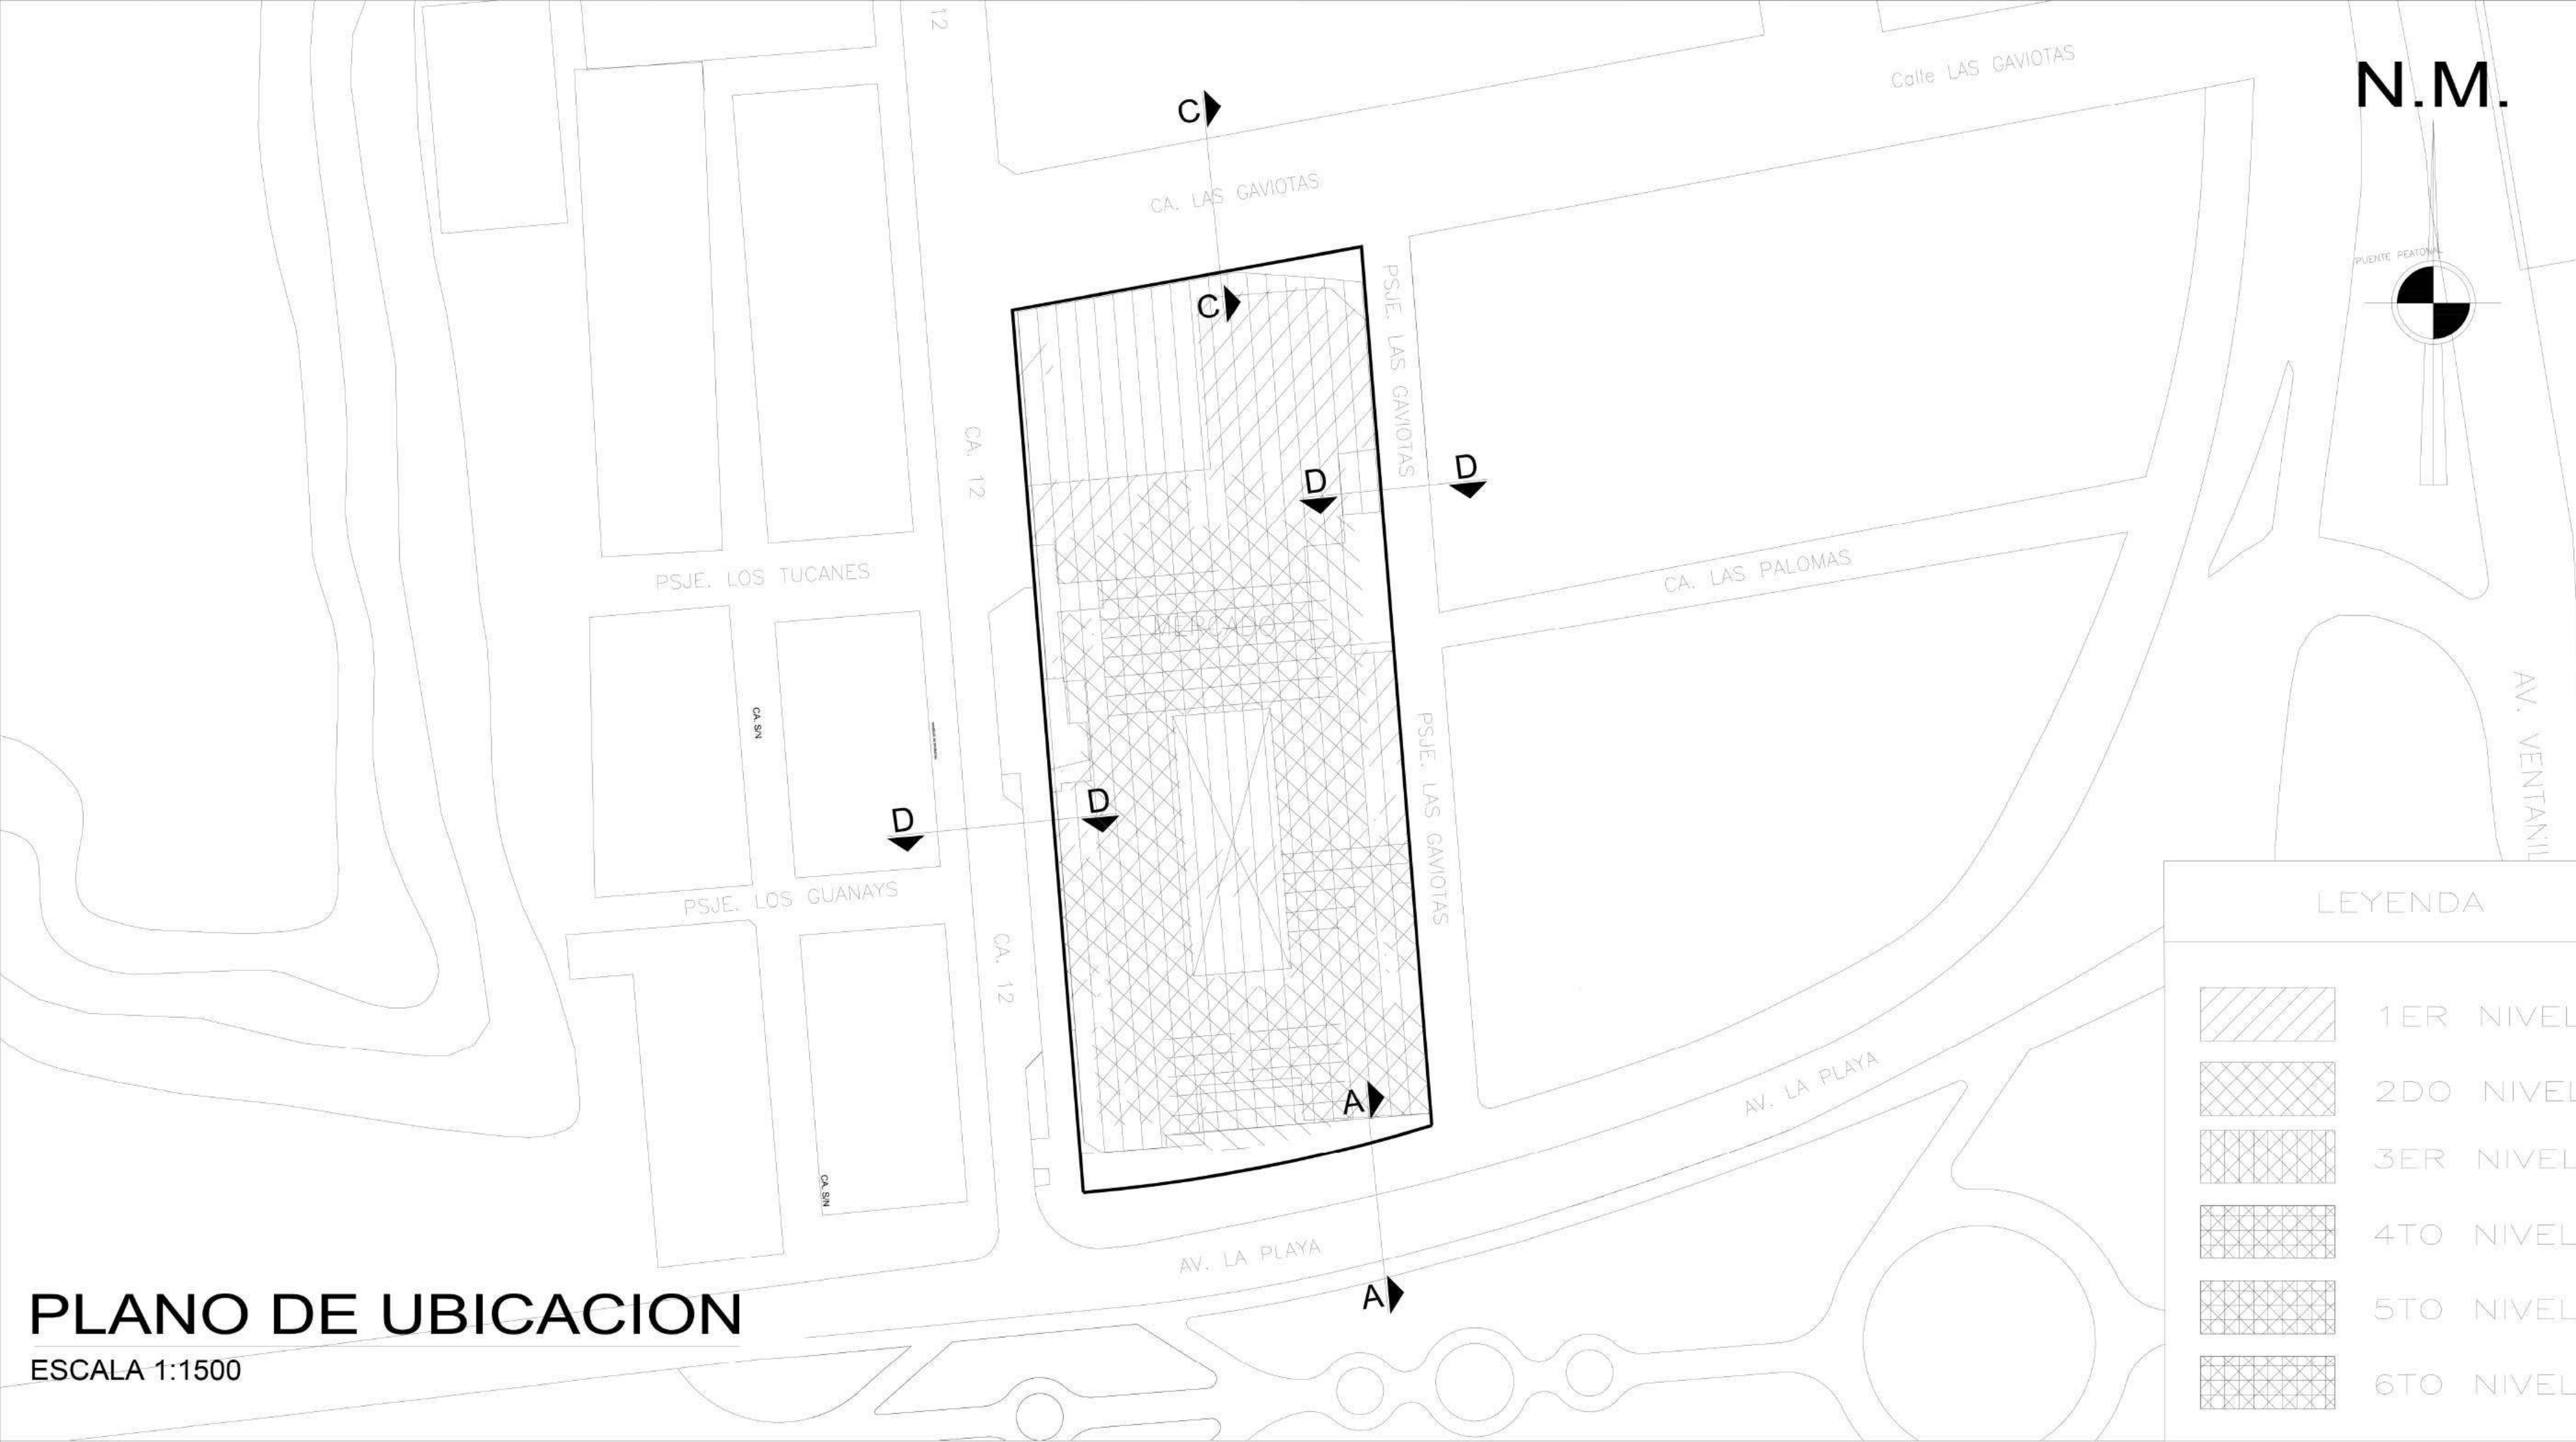 12
Calle LAS GAVIOTAS
N.M.
C
CA. LAS GAVIOTAS
PUENTE PEATONAL
C
PSJE. LAS GAVIOTAS
CA. 12
D
D
PSJE. LOS TUCANES
CA. LAS PALOMAS
MERCADO
CA. S/N
PSJE. LAS GAVIOTAS
AV. VENTANIL
D
D
PSJE. LOS GUANAYS
LEYENDA
CA. 12
1ER NIVEL
2DO NIVEL
3ER NIVEL
4TO NIVEL
5TO NIVEL
6TO NIVEL
A
AV. LA PLAYA
CA. S/N
AV. LA PLAYA
A
PLANO DE UBICACION
ESCALA 1:1500